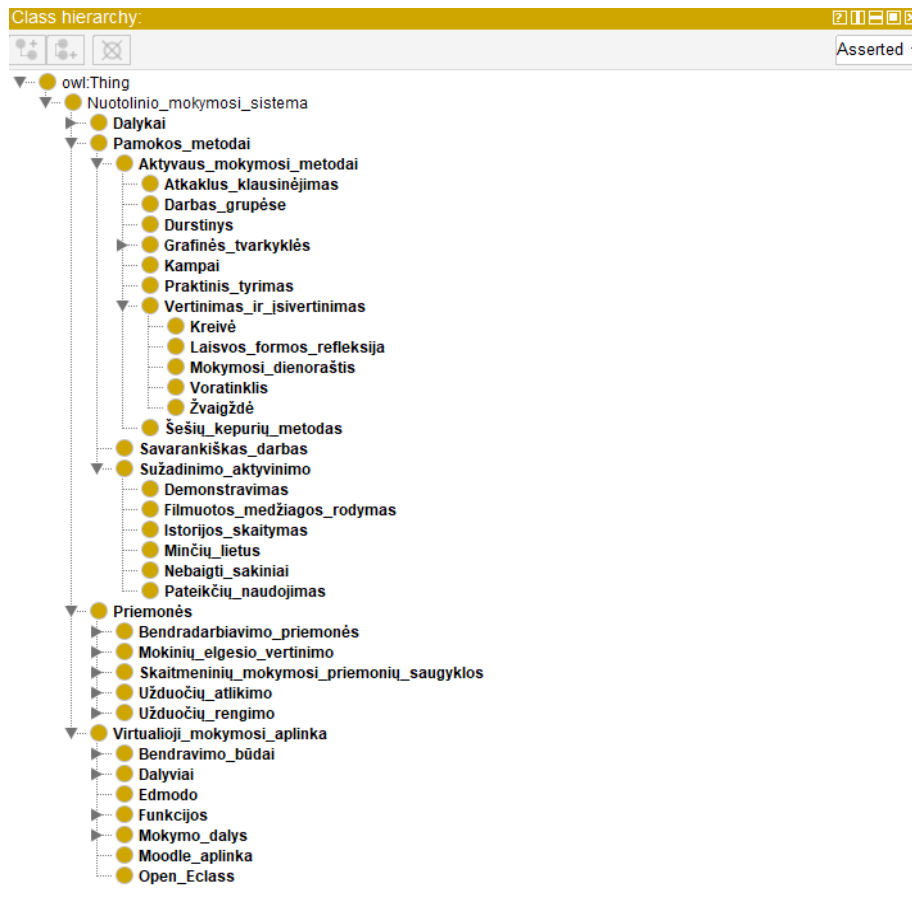 Class hierarchy:
Asserted
owl:Thing
Nuotolinio_mokymosi_sistema
Dalykai
Pamokos_metodai
Aktyvaus_mokymosi_metodai
Atkaklus_klausinėjimas
Darbas_grupėse
Durstinys
Grafinės_tvarkyklės
Kampai
Praktinis_tyrimas
Vertinimas_ir_įsivertinimas
Kreivė
Laisvos_formos_refleksija
Mokymosi_dienoraštis
Voratinklis
Žvaigždė
Šešių_kepurių_metodas
Savarankiškas_darbas
Sužadinimo_aktyvinimo
Demonstravimas
Filmuotos_medžiagos_rodymas
Istorijos_skaitymas
Minčių_lietus
Nebaigti_sakiniai
Pateikčių_naudojimas
Priemonės
Bendradarbiavimo_priemonės
Mokinių_elgesio_vertinimo
Skaitmeninių_mokymosi_priemonių_saugyklos
Užduočių_atlikimo
Užduočių_rengimo
Virtualioji_mokymosi_aplinka
Bendravimo_būdai
Dalyviai
Edmodo
Funkcijos
Mokymo_dalys
Moodle_aplinka
Open_Eclass